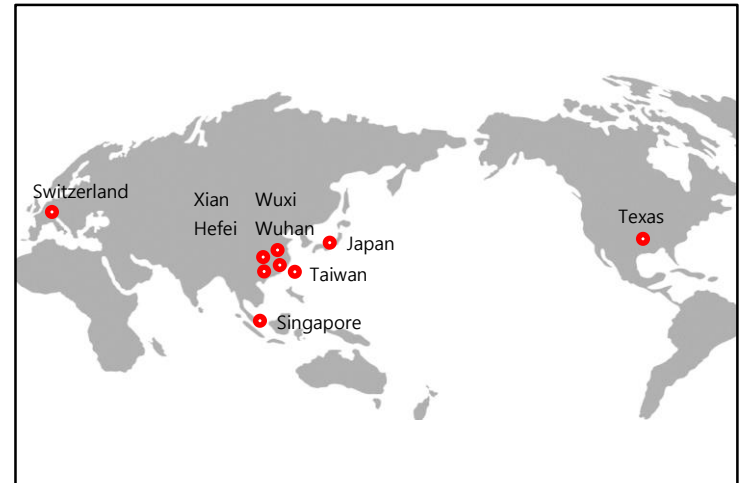 Switzerland
Xian Wuxi
Hefei Wuhan
Texas
Japan
Taiwan
Singapore